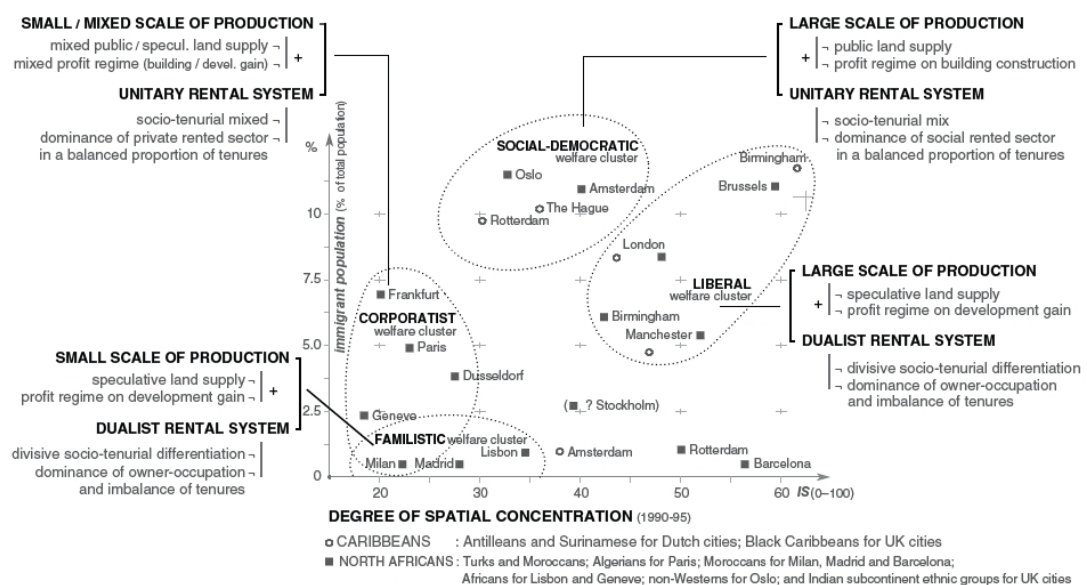 SMALL / MIXED SCALE OF PRODUCTION
mixed public / specul. land supply ¬
mixed profit regime (building / devel. gain) ¬
+
UNITARY RENTAL SYSTEM
socio-tenurial mixed ¬
dominance of private rented sector ¬
in a balanced proportion of tenures
LARGE SCALE OF PRODUCTION
+
¬ public land supply
¬ profit regime on building construction
UNITARY RENTAL SYSTEM
¬ socio-tenurial mix
¬ dominance of social rented sector
in a balanced proportion of tenures
%
Immigrant population (% of total population)
10
7.5
5.0
2.5
0
SOCIAL-DEMOCRATIC
welfare cluster
Oslo
Amsterdam
The Hague
Rotterdam
Birmingham
Brussels
London
LIBERAL
welfare cluster
Birmingham
Manchester
Frankfurt
CORPORATIST
welfare cluster
Paris
Dusseldorf
Geneve
(■ ? Stockholm)
FAMILISTIC welfare cluster
Lisbon
Milan
Madrid
Amsterdam
Rotterdam
Barcelona
LARGE SCALE OF PRODUCTION
+
¬ speculative land supply
¬ profit regime on development gain
DUALIST RENTAL SYSTEM
¬ divisive socio-tenurial differentiation
¬ dominance of owner-occupation
and imbalance of tenures
SMALL SCALE OF PRODUCTION
speculative land supply ¬
profit regime on development gain ¬
+
DUALIST RENTAL SYSTEM
divisive socio-tenurial differentiation ¬
dominance of owner-occupation ¬
and imbalance of tenures
20 30 40 50 60 IS (0–100)
DEGREE OF SPATIAL CONCENTRATION (1990-95)
CARIBBEANS : Antilleans and Surinamese for Dutch cities; Black Caribbeans for UK cities
■ NORTH AFRICANS : Turks and Moroccans; Algerians for Paris; Moroccans for Milan, Madrid and Barcelona;
Africans for Lisbon and Geneve; non-Westerns for Oslo; and Indian subcontinent ethnic groups for UK cities